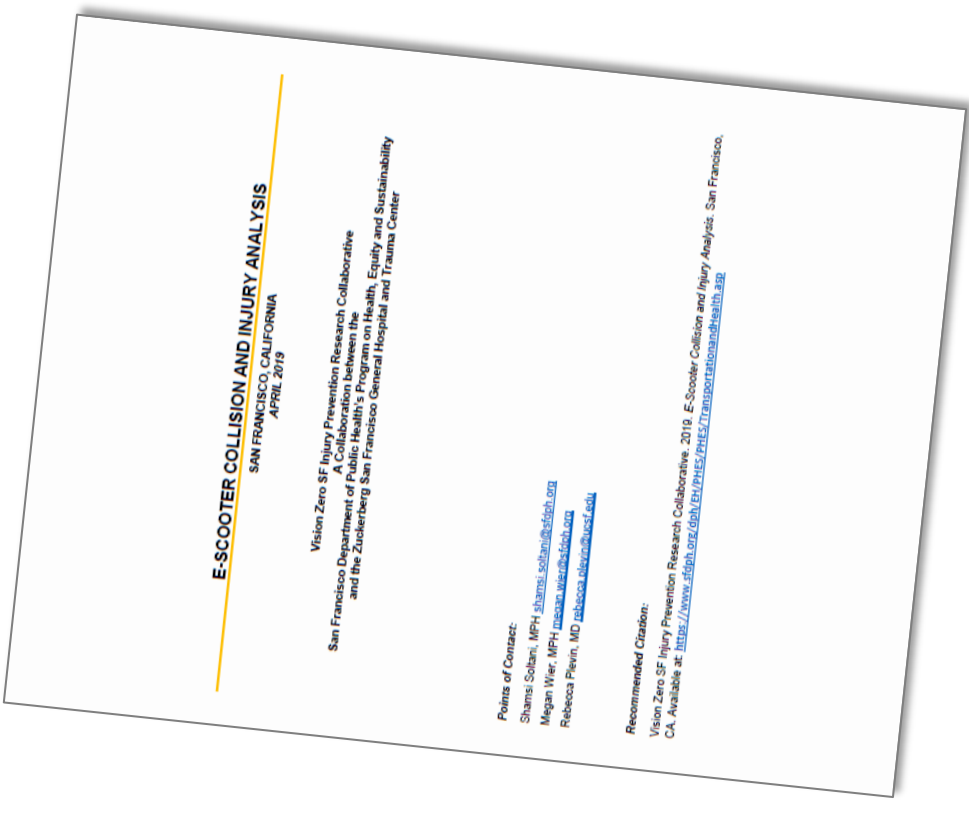 E-SCOOTER COLLISION AND INJURY ANALYSIS
SAN FRANCISCO, CALIFORNIA
APRIL 2019
Vision Zero SF Injury Prevention Research Collaborative
A Collaboration between the
San Francisco Department of Public Health's Program on Health, Equity and Sustainability
and the Zuckerberg San Francisco General Hospital and Trauma Center
Points of Contact:
Shamsi Soltani, MPH shamsi.soltani@sfdph.org
Megan Wier, MPH megan.wier@sfdph.org
Rebecca Plevin, MD rebecca.plevin@ucsf.edu
Recommended Citation:
Vision Zero SF Injury Prevention Research Collaborative. 2019. E-Scooter Collision and Injury Analysis. San Francisco,
CA. Available at: https://www.sfdph.org/dph/EH/PHES/PHES/TransportationandHealth.asp